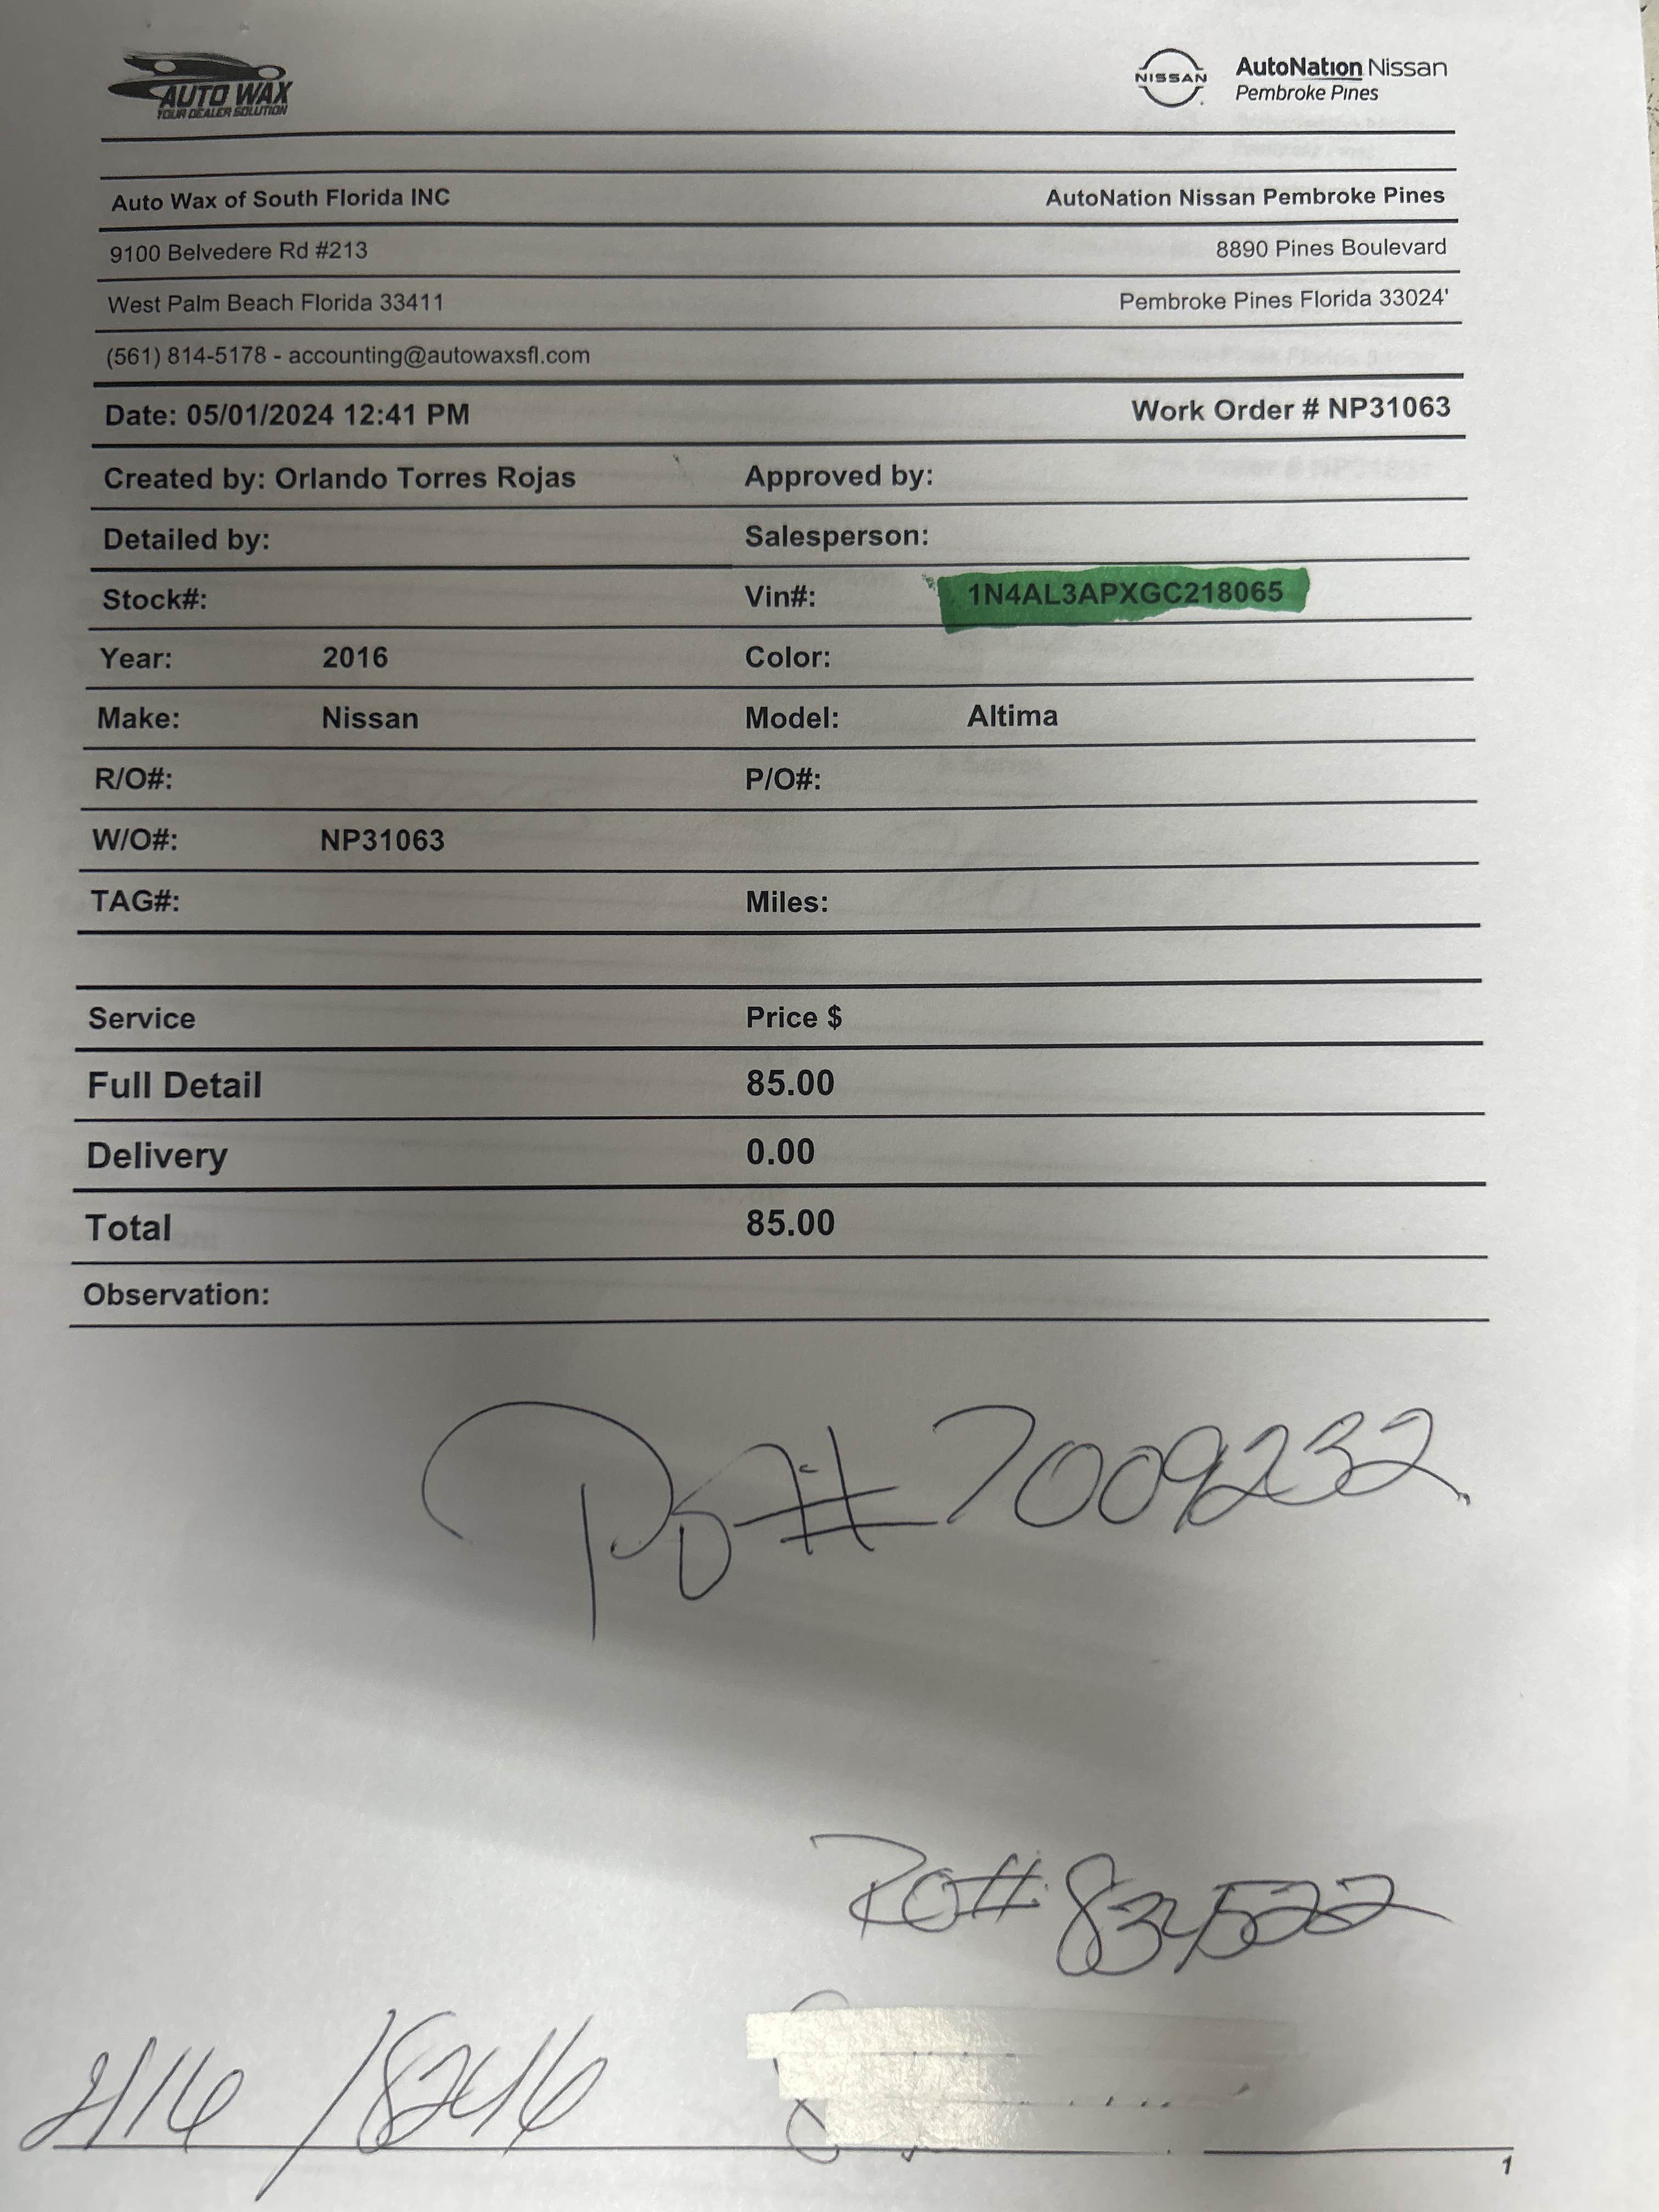 AUTO WAX
YOUR DEALER SOLUTION
NISSAN
AutoNation Nissan
Pembroke Pines
Auto Wax of South Florida INC AutoNation Nissan Pembroke Pines
9100 Belvedere Rd #213 8890 Pines Boulevard
West Palm Beach Florida 33411 Pembroke Pines Florida 33024'
(561) 814-5178 - accounting@autowaxsfl.com
Date: 05/01/2024 12:41 PM Work Order # NP31063
Created by: Orlando Torres Rojas Approved by:
Detailed by: Salesperson:
Stock#: Vin#: 1N4AL3APXGC218065
Year: 2016 Color:
Make: Nissan Model: Altima
R/O#: P/O#:
W/O#: NP31063
TAG#: Miles:
Service Price $
Full Detail 85.00
Delivery 0.00
Total 85.00
Observation:
Po# 7009232
RO# 834522
1